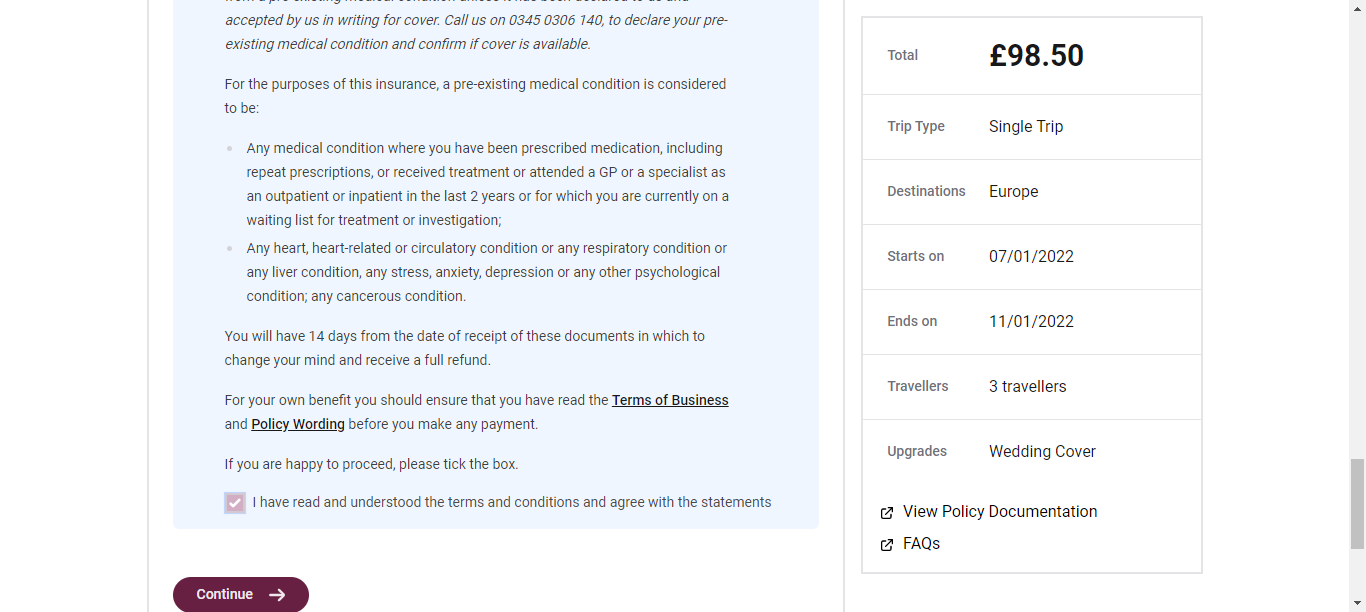 accepted by us in writing for cover. Call us on 0345 0306 140, to declare your pre-
existing medical condition and confirm if cover is available.
For the purposes of this insurance, a pre-existing medical condition is considered
to be:
Any medical condition where you have been prescribed medication, including
repeat prescriptions, or received treatment or attended a GP or a specialist as
an outpatient or inpatient in the last 2 years or for which you are currently on a
waiting list for treatment or investigation;
Any heart, heart-related or circulatory condition or any respiratory condition or
any liver condition, any stress, anxiety, depression or any other psychological
condition; any cancerous condition.
You will have 14 days from the date of receipt of these documents in which to
change your mind and receive a full refund.
For your own benefit you should ensure that you have read the Terms of Business
and Policy Wording before you make any payment.
If you are happy to proceed, please tick the box.
I have read and understood the terms and conditions and agree with the statements
Continue
Total £98.50
Trip Type Single Trip
Destinations Europe
Starts on 07/01/2022
Ends on 11/01/2022
Travellers 3 travellers
Upgrades Wedding Cover
View Policy Documentation
FAQs